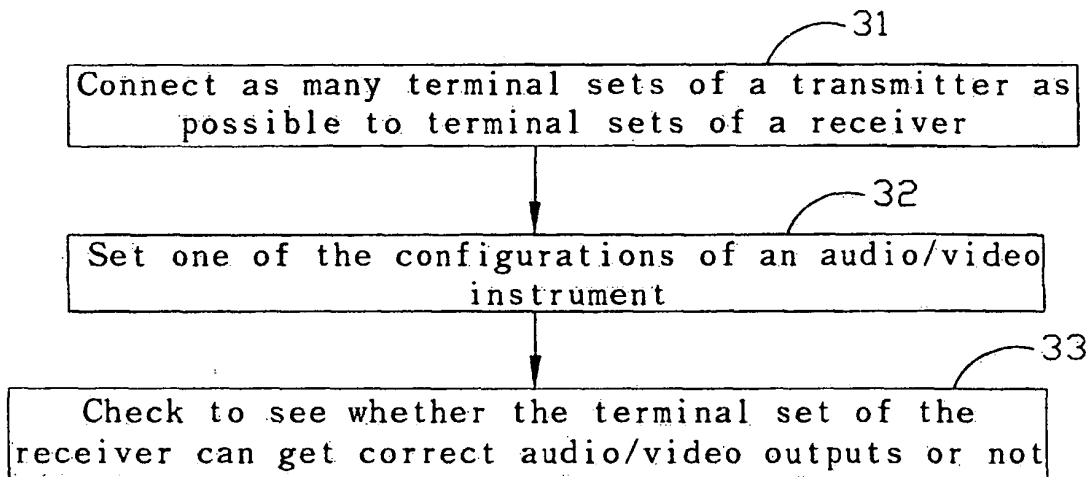 31
Connect as many terminal sets of a transmitter as
possible to terminal sets of a receiver
32
Set one of the configurations of an audio/video
instrument
33
Check to see whether the terminal set of the
receiver can get correct audio/video outputs or not